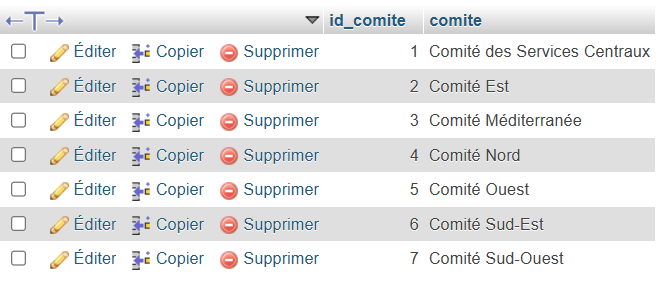 id_comite comite
Éditer Copier Supprimer 1 Comité des Services Centraux
Éditer Copier Supprimer 2 Comité Est
Éditer Copier Supprimer 3 Comité Méditerranée
Éditer Copier Supprimer 4 Comité Nord
Éditer Copier Supprimer 5 Comité Ouest
Éditer Copier Supprimer 6 Comité Sud-Est
Éditer Copier Supprimer 7 Comité Sud-Ouest